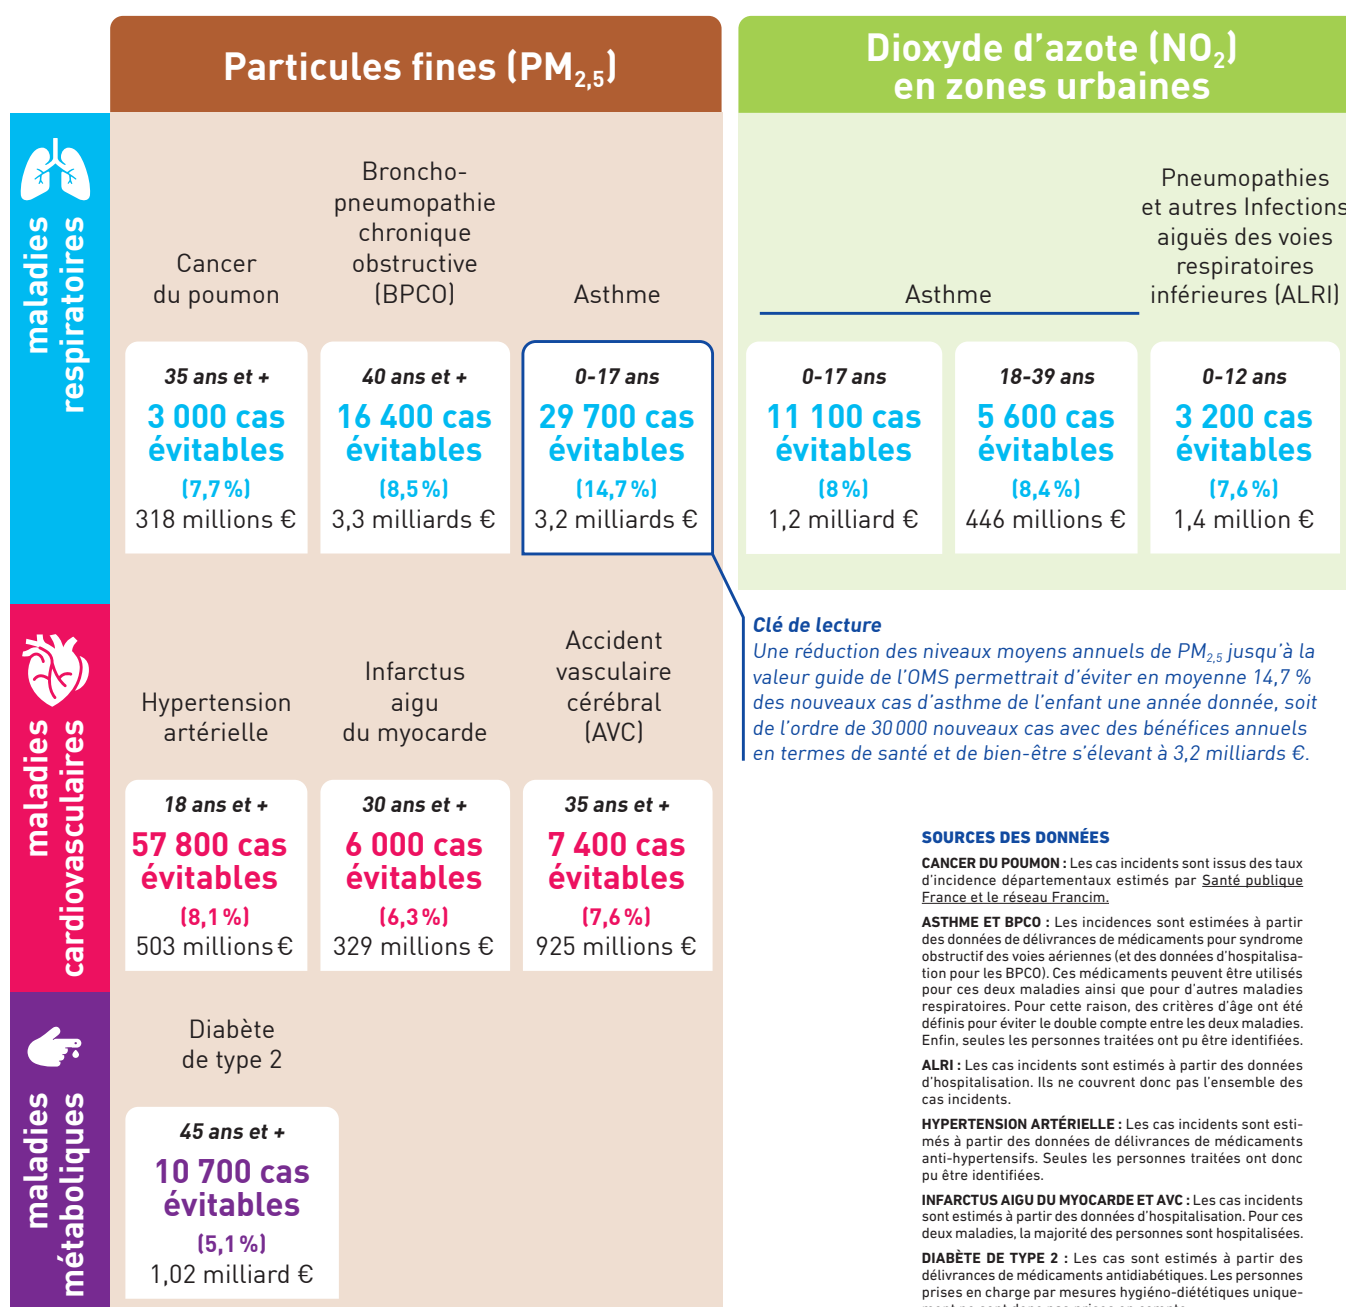 Particules fines (PM2,5)
Dioxyde d’azote (NO2)
en zones urbaines
maladies
respiratoires
Cancer
du poumon
Broncho-
pneumopathie
chronique
obstructive
(BPCO)
Asthme
Asthme
Pneumopathies
et autres Infections
aiguës des voies
respiratoires
inférieures (ALRI)
35 ans et +
3 000 cas
évitables
(7,7 %)
318 millions €
40 ans et +
16 400 cas
évitables
(8,5 %)
3,3 milliards €
0-17 ans
29 700 cas
évitables
(14,7 %)
3,2 milliards €
0-17 ans
11 100 cas
évitables
(8 %)
1,2 milliard €
18-39 ans
5 600 cas
évitables
(8,4 %)
446 millions €
0-12 ans
3 200 cas
évitables
(7,6 %)
1,4 million €
Clé de lecture
Une réduction des niveaux moyens annuels de PM2,5 jusqu’à la
valeur guide de l’OMS permettrait d’éviter en moyenne 14,7 %
des nouveaux cas d’asthme de l’enfant une année donnée, soit
de l’ordre de 30 000 nouveaux cas avec des bénéfices annuels
en termes de santé et de bien-être s’élevant à 3,2 milliards €.
maladies
cardiovasculaires
Hypertension
artérielle
Infarctus
aigu
du myocarde
Accident
vasculaire
cérébral
(AVC)
18 ans et +
57 800 cas
évitables
(8,1 %)
503 millions €
30 ans et +
6 000 cas
évitables
(6,3 %)
329 millions €
35 ans et +
7 400 cas
évitables
(7,6 %)
925 millions €
maladies
métaboliques
Diabète
de type 2
45 ans et +
10 700 cas
évitables
(5,1 %)
1,02 milliard €
SOURCES DES DONNÉES
CANCER DU POUMON : Les cas incidents sont issus des taux
d’incidence départementaux estimés par Santé publique
France et le réseau Francim.
ASTHME ET BPCO : Les incidences sont estimées à partir
des données de délivrances de médicaments pour syndrome
obstructif des voies aériennes (et des données d’hospitalisa-
tion pour les BPCO). Ces médicaments peuvent être utilisés
pour ces deux maladies ainsi que pour d’autres maladies
respiratoires. Pour cette raison, des critères d’âge ont été
définis pour éviter le double compte entre les deux maladies.
Enfin, seules les personnes traitées ont pu être identifiées.
ALRI : Les cas incidents sont estimés à partir des données
d’hospitalisation. Ils ne couvrent donc pas l’ensemble des
cas incidents.
HYPERTENSION ARTÉRIELLE : Les cas incidents sont esti-
més à partir des données de délivrances de médicaments
anti-hypertensifs. Seules les personnes traitées ont donc
pu être identifiées.
INFARCTUS AIGU DU MYOCARDE ET AVC : Les cas incidents
sont estimés à partir des données d’hospitalisation. Pour ces
deux maladies, la majorité des personnes sont hospitalisées.
DIABÈTE DE TYPE 2 : Les cas sont estimés à partir des
délivrances de médicaments antidiabétiques. Les personnes
prises en charge par mesures hygiéno-diététiques unique-